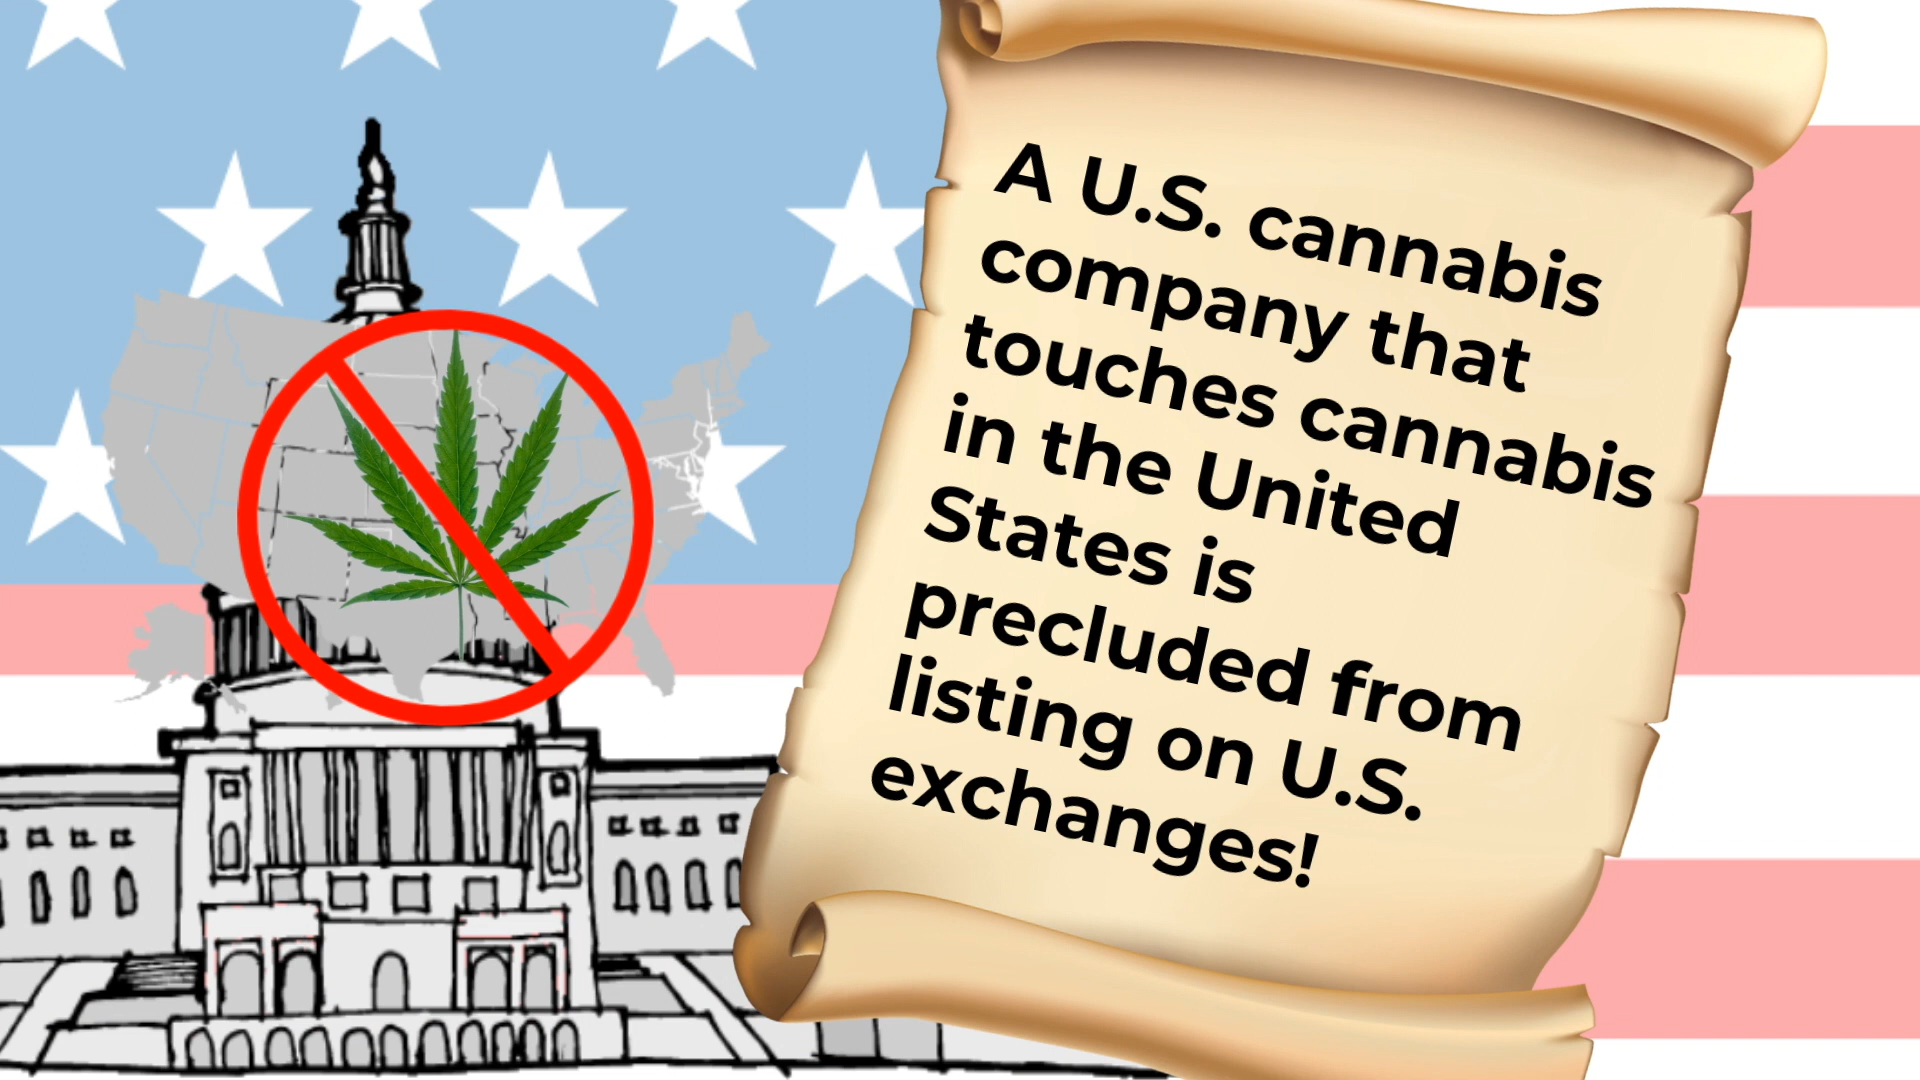 A U.S. cannabis
company that
touches cannabis
in the United
States is
precluded from
listing on U.S.
exchanges!